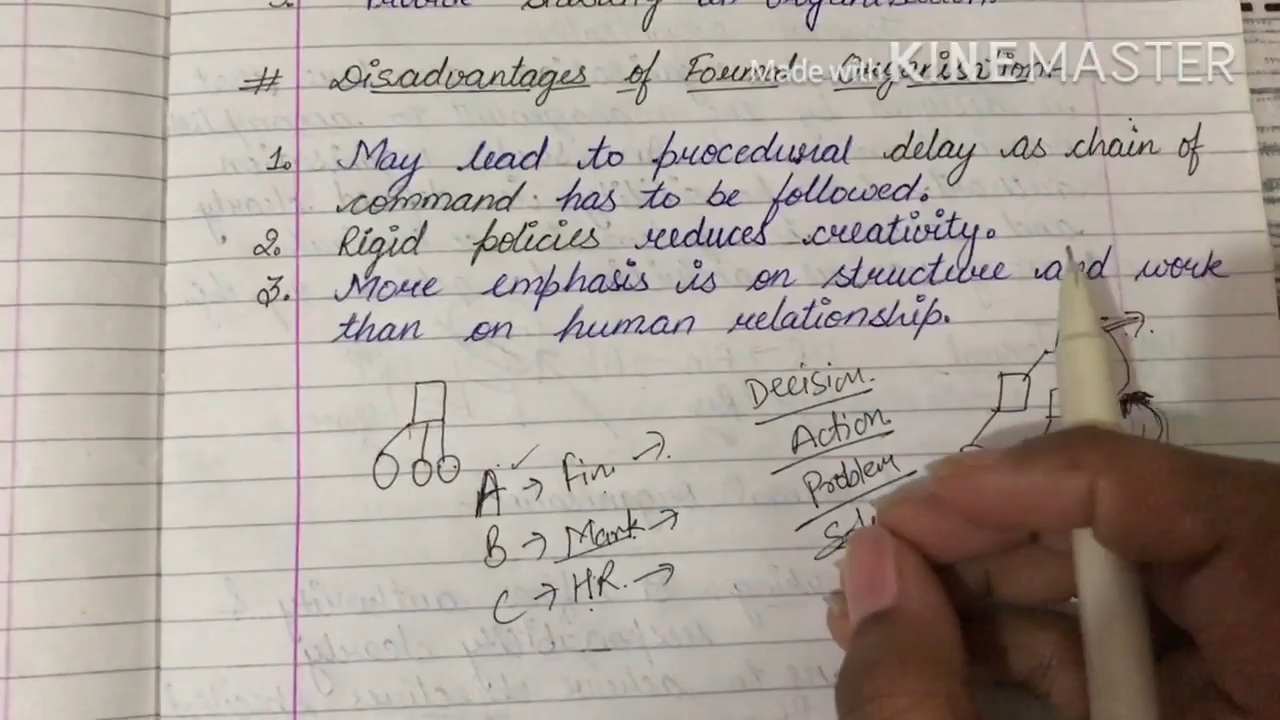 # Disadvantages of Formal Organisation:-
Made with KINEMASTER
1. May lead to procedural delay as chain of
command has to be followed.
2. Rigid policies reduces creativity.
3. More emphasis is on structure and work
than on human relationship.
Decision.
Action
Problem
A → Fin →
B → Mark →
C → HR. →